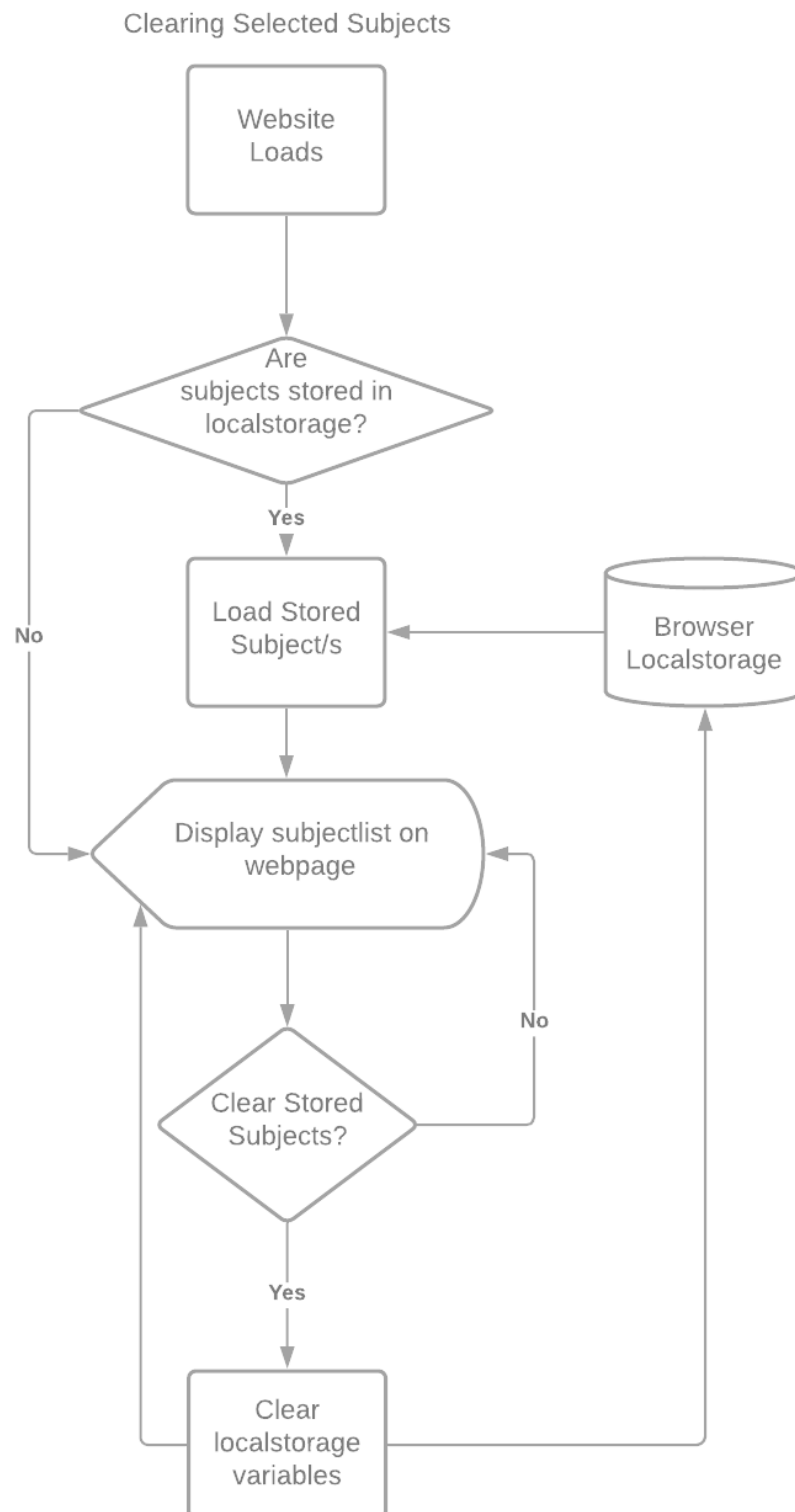 Clearing Selected Subjects
Website
Loads
Are
subjects stored in
localstorage?
Yes
No
Load Stored
Subject/s
Browser
Localstorage
Display subjectlist on
webpage
No
Clear Stored
Subjects?
Yes
Clear
localstorage
variables